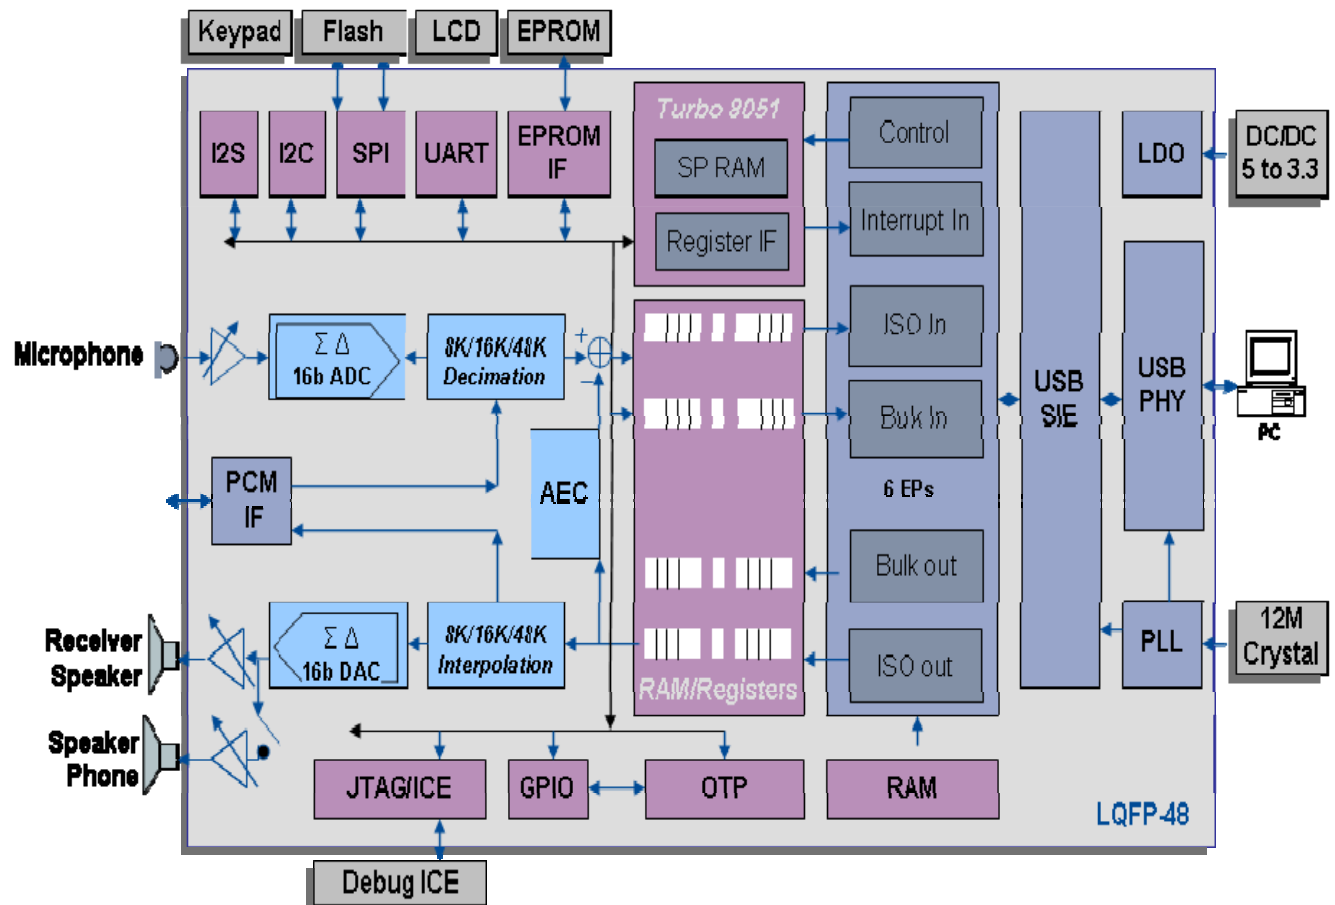 Keypad
Flash
LCD
EPROM
I2S
I2C
SPI
UART
EPROM
IF
Turbo 8051
SP RAM
Register IF
Control
Interrupt In
LDO
DC/DC
5 to 3.3
Microphone
Σ Δ
16b ADC
8K/16K/48K
Decimation
+
−
ISO In
Buk In
USB
SIE
USB
PHY
PC
PCM
IF
AEC
6 EPs
Bulk out
ISO out
RAM/Registers
Receiver
Speaker
Σ Δ
16b DAC
8K/16K/48K
Interpolation
PLL
12M
Crystal
Speaker
Phone
JTAG/ICE
GPIO
OTP
RAM
LQFP-48
Debug ICE